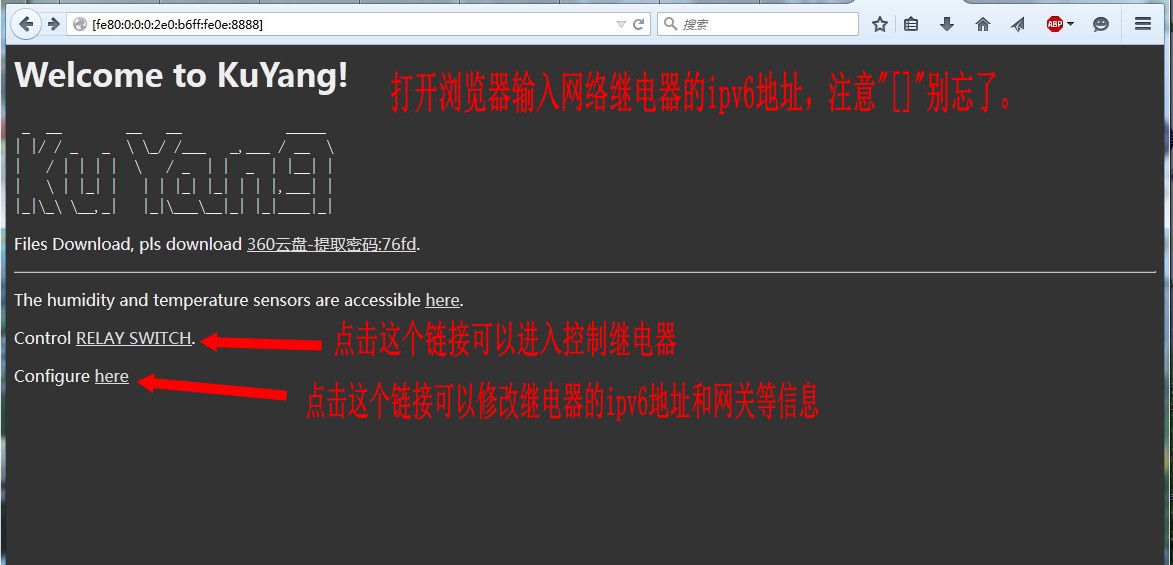 [fe80:0:0:0:2e0:b6ff:fe0e:8888]
搜索
ABP
Welcome to KuYang!
打开浏览器输入网络继电器的ipv6地址，注意"[]"别忘了。
Files Download, pls download 360云盘-提取密码:76fd.
The humidity and temperature sensors are accessible here.
Control RELAY SWITCH.
点击这个链接可以进入控制继电器
Configure here
点击这个链接可以修改继电器的ipv6地址和网关等信息